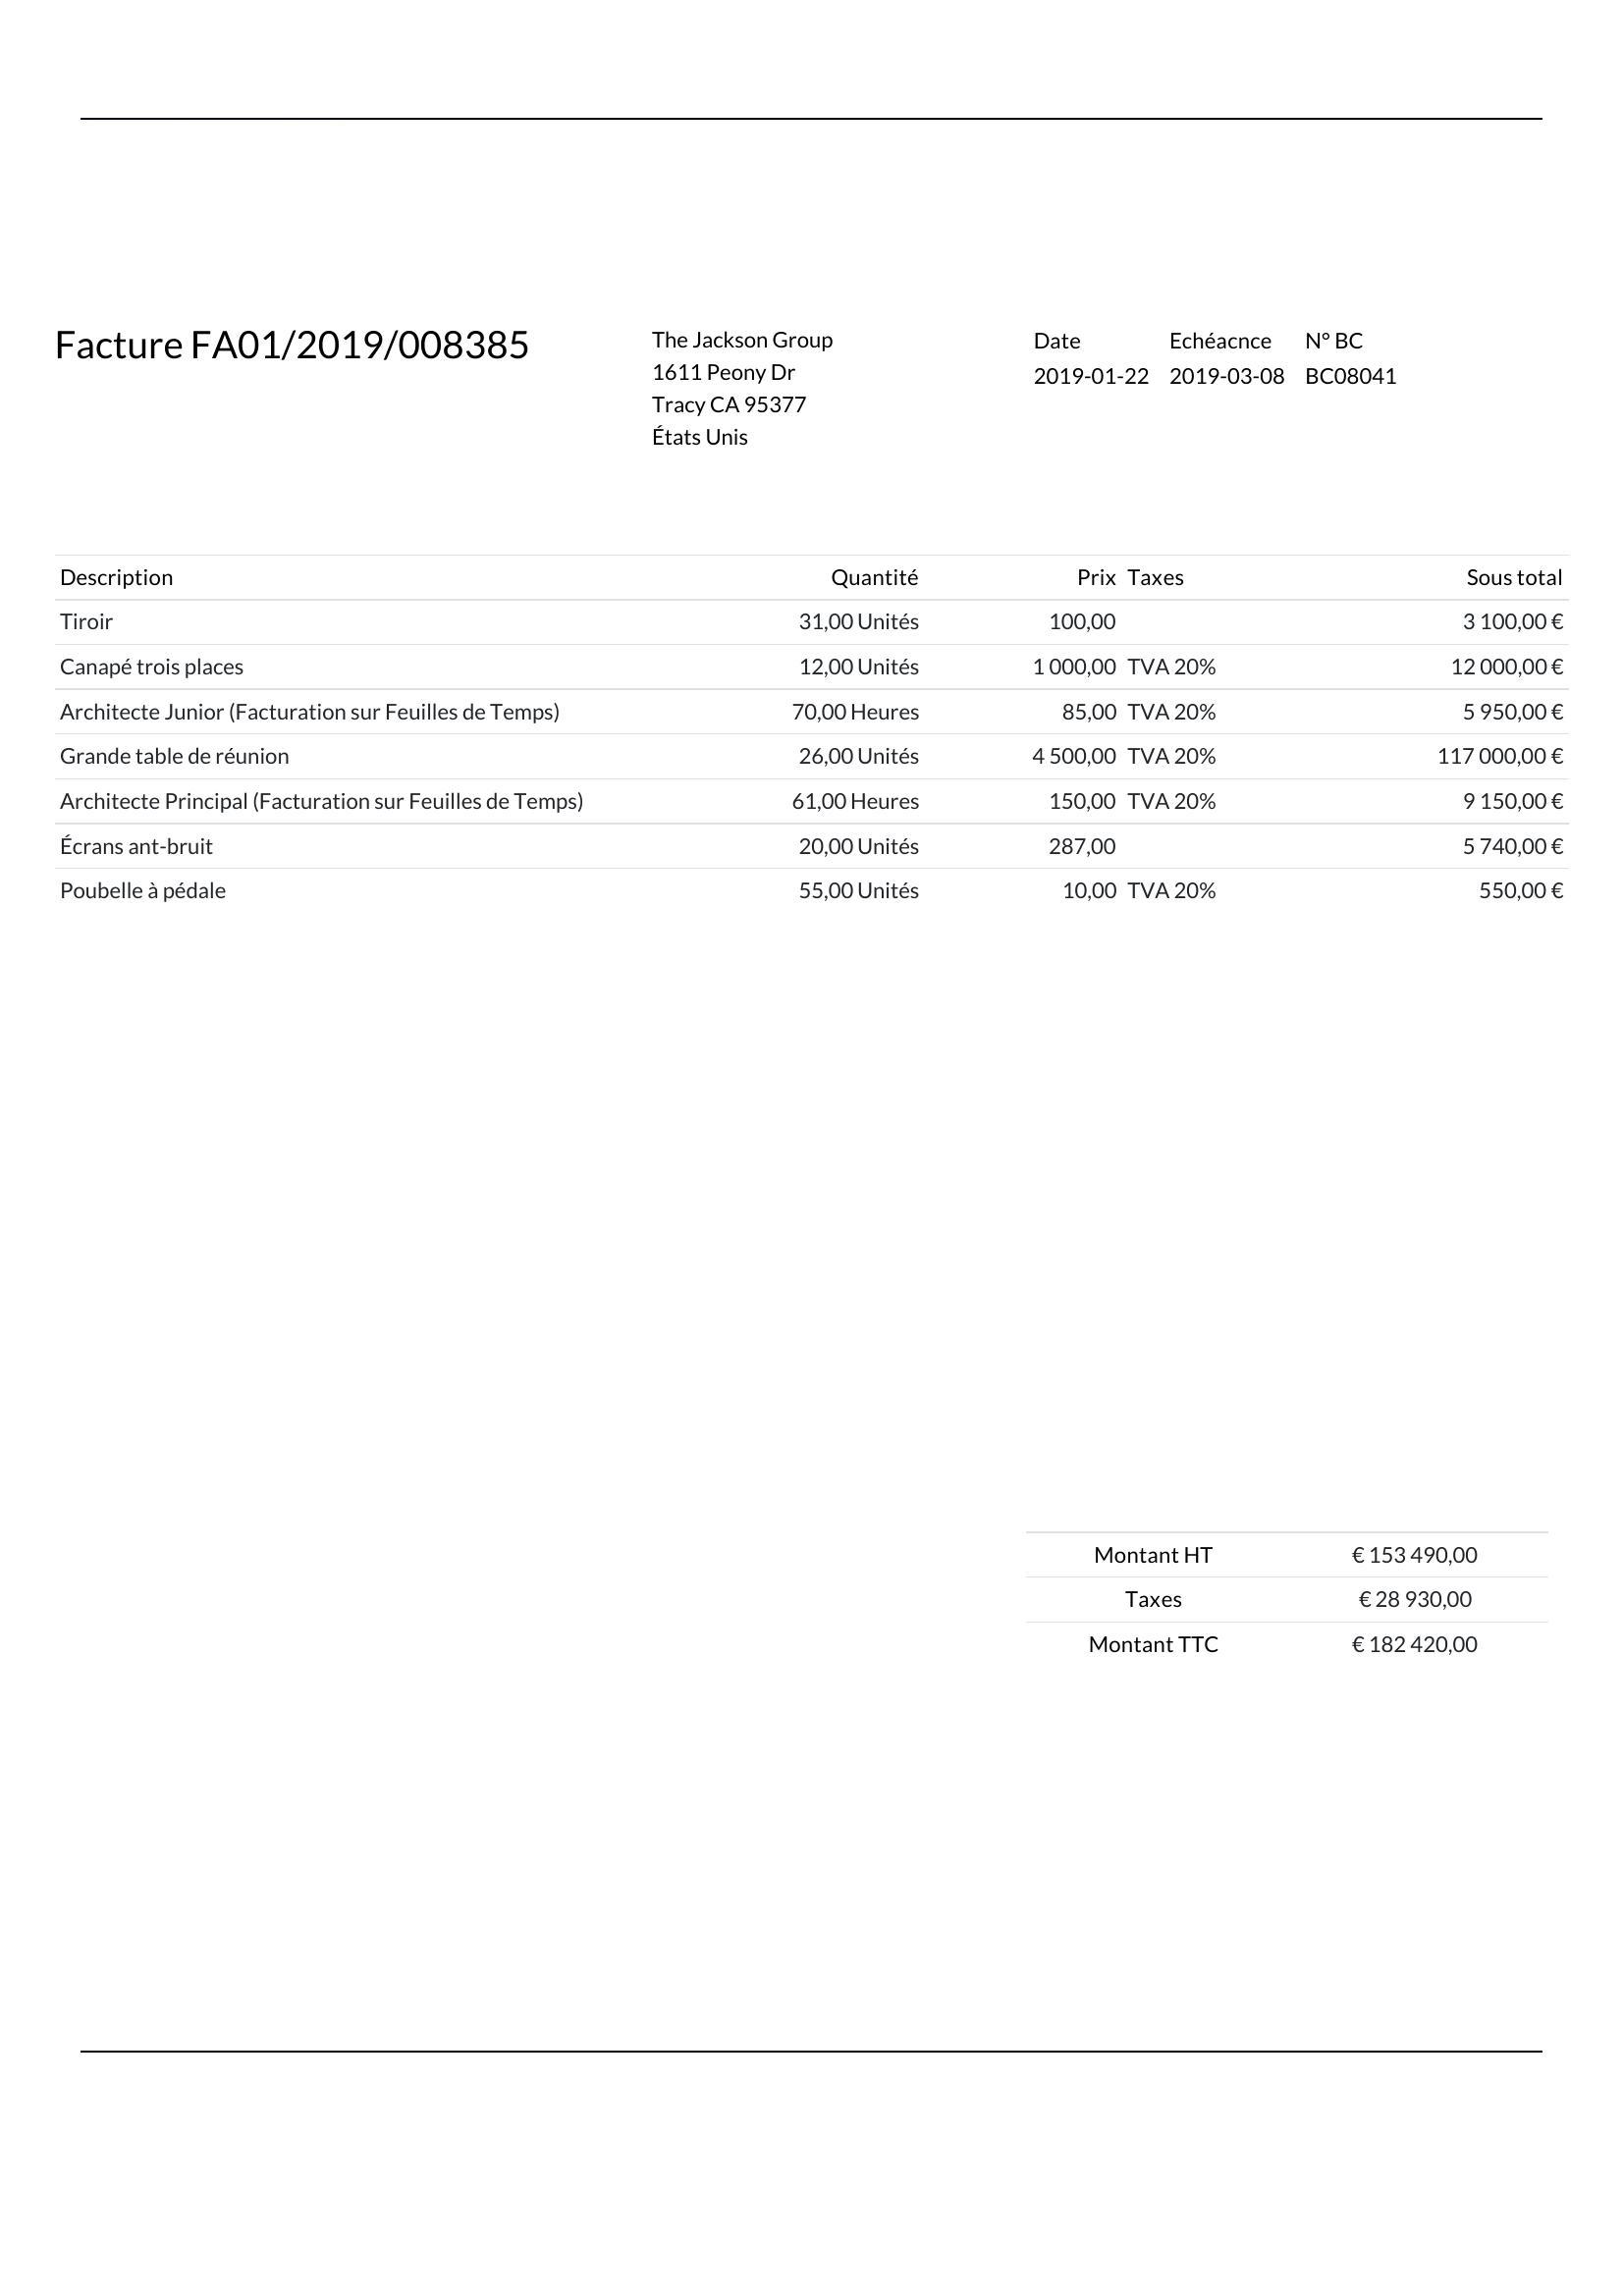 Facture FA01/2019/008385
The Jackson Group
1611 Peony Dr
Tracy CA 95377
États Unis
Date Echéacnce N° BC
2019-01-22 2019-03-08 BC08041
Description Quantité Prix Taxes Sous total
Tiroir 31,00 Unités 100,00 3 100,00 €
Canapé trois places 12,00 Unités 1 000,00 TVA 20% 12 000,00 €
Architecte Junior (Facturation sur Feuilles de Temps) 70,00 Heures 85,00 TVA 20% 5 950,00 €
Grande table de réunion 26,00 Unités 4 500,00 TVA 20% 117 000,00 €
Architecte Principal (Facturation sur Feuilles de Temps) 61,00 Heures 150,00 TVA 20% 9 150,00 €
Écrans ant-bruit 20,00 Unités 287,00 5 740,00 €
Poubelle à pédale 55,00 Unités 10,00 TVA 20% 550,00 €
Montant HT € 153 490,00
Taxes € 28 930,00
Montant TTC € 182 420,00